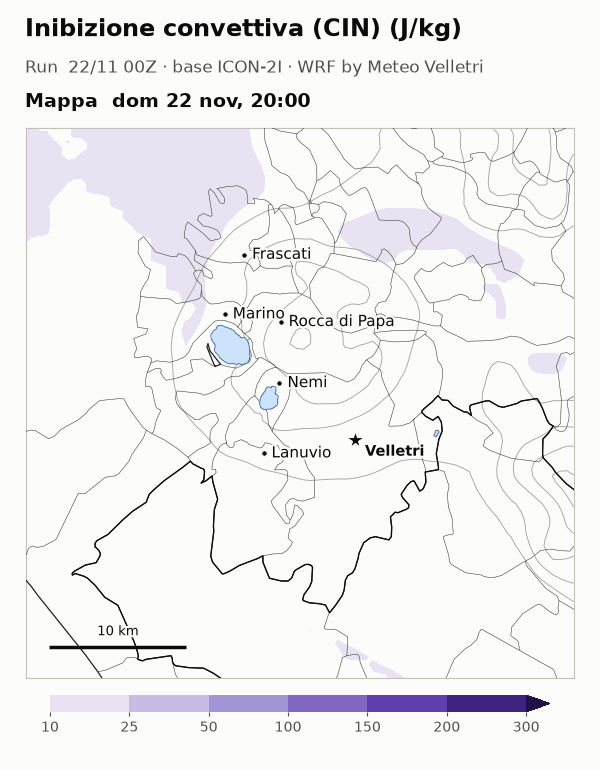 Inibizione convettiva (CIN) (J/kg)
Run  22/11 00Z · base ICON-2I · WRF by Meteo Velletri
Mappa  dom 22 nov, 20:00
Frascati
Marino
Rocca di Papa
Nemi
Lanuvio
Velletri
10 km
10 25 50 100 150 200 300